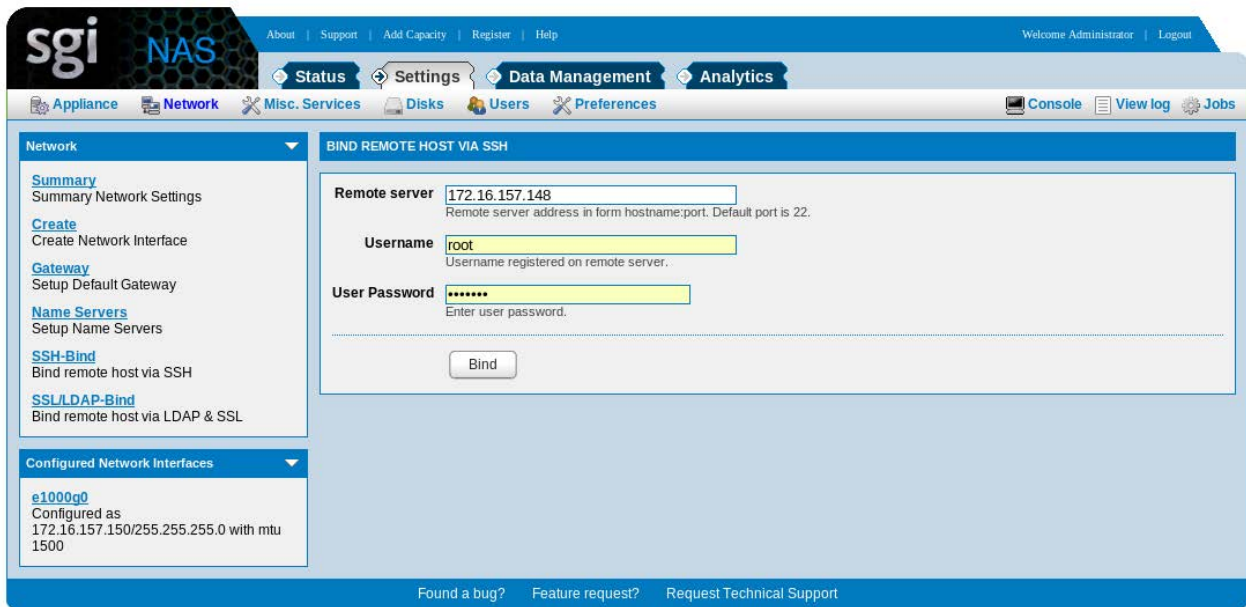 sgi NAS
About | Support | Add Capacity | Register | Help
Welcome Administrator | Logout
Status Settings Data Management Analytics
Appliance Network Misc. Services Disks Users Preferences
Console View log Jobs
Network
Summary
Summary Network Settings
Create
Create Network Interface
Gateway
Setup Default Gateway
Name Servers
Setup Name Servers
SSH-Bind
Bind remote host via SSH
SSL/LDAP-Bind
Bind remote host via LDAP & SSL
Configured Network Interfaces
e1000g0
Configured as
172.16.157.150/255.255.255.0 with mtu
1500
BIND REMOTE HOST VIA SSH
Remote server 172.16.157.148
Remote server address in form hostname:port. Default port is 22.
Username root
Username registered on remote server.
User Password •••••••
Enter user password.
Bind
Found a bug? Feature request? Request Technical Support